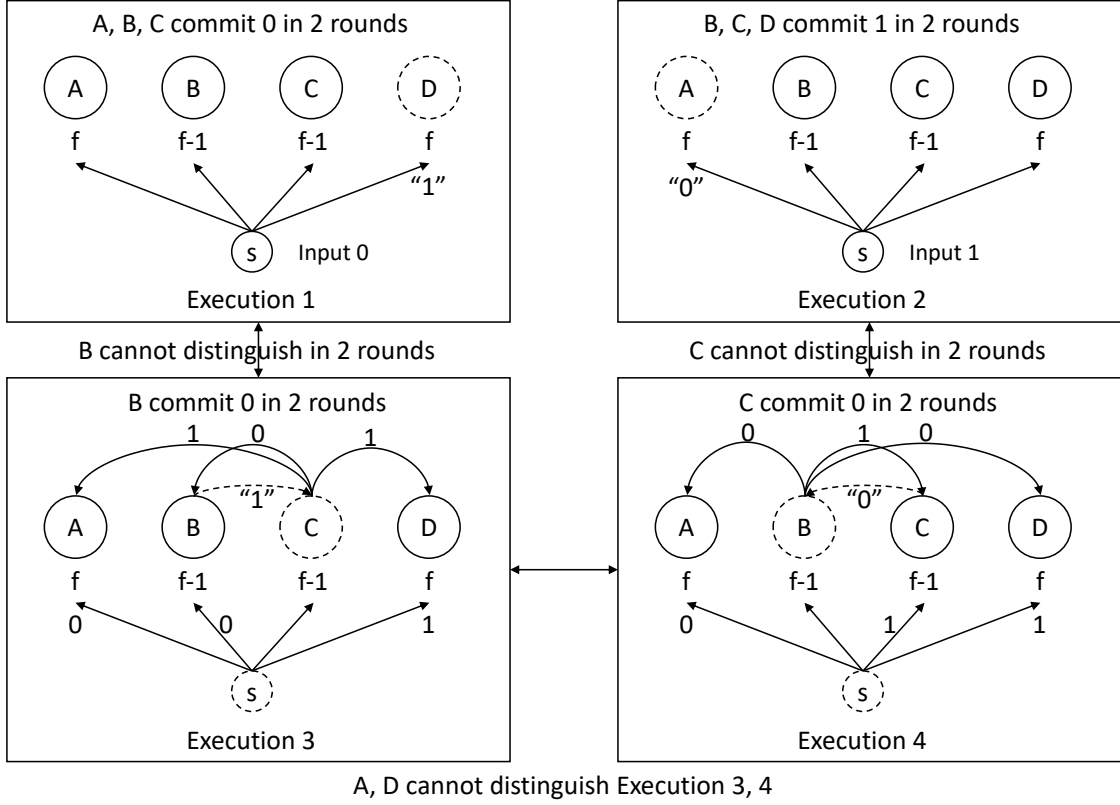 A, B, C commit 0 in 2 rounds
A B C D
f f-1 f-1 f
“1”
s Input 0
Execution 1
B, C, D commit 1 in 2 rounds
A B C D
f f-1 f-1 f
“0”
s Input 1
Execution 2
B cannot distinguish in 2 rounds
C cannot distinguish in 2 rounds
B commit 0 in 2 rounds
1 0 1
“1”
A B C D
f f-1 f-1 f
0 0 1
s
Execution 3
C commit 0 in 2 rounds
0 1 0
“0”
A B C D
f f-1 f-1 f
0 1 1
s
Execution 4
A, D cannot distinguish Execution 3, 4